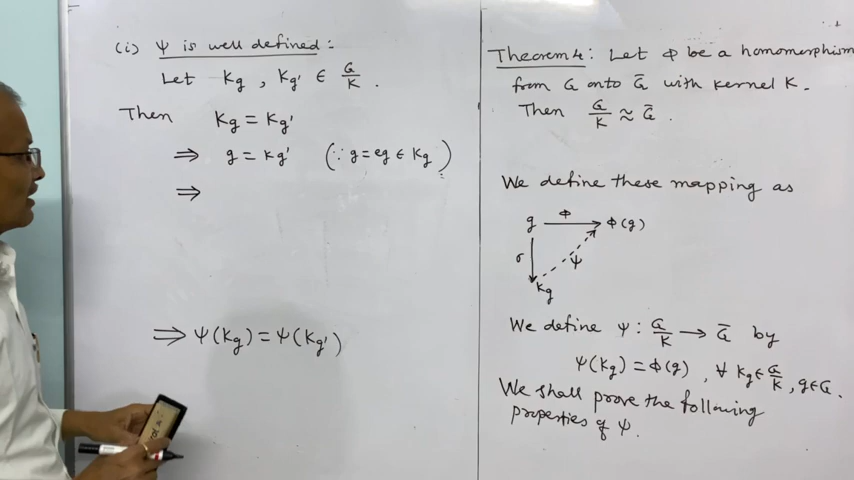 (i) Ψ is well defined :
Let Kg , Kg' ∈ G/K .
Then Kg = Kg'
⇒ g = kg' (∵ g = eg ∈ Kg)
⇒
⇒ Ψ(Kg) = Ψ(Kg')
Theorem 4 : Let Φ be a homomorphism
from G onto G̅ with kernel K.
Then G/K ≈ G̅ .
We define these mapping as
g Φ Φ(g)
σ Ψ
Kg
We define Ψ : G/K → G̅ by
Ψ(Kg) = Φ(g) , ∀ Kg ∈ G/K , g ∈ G.
We shall prove the following
properties of Ψ.